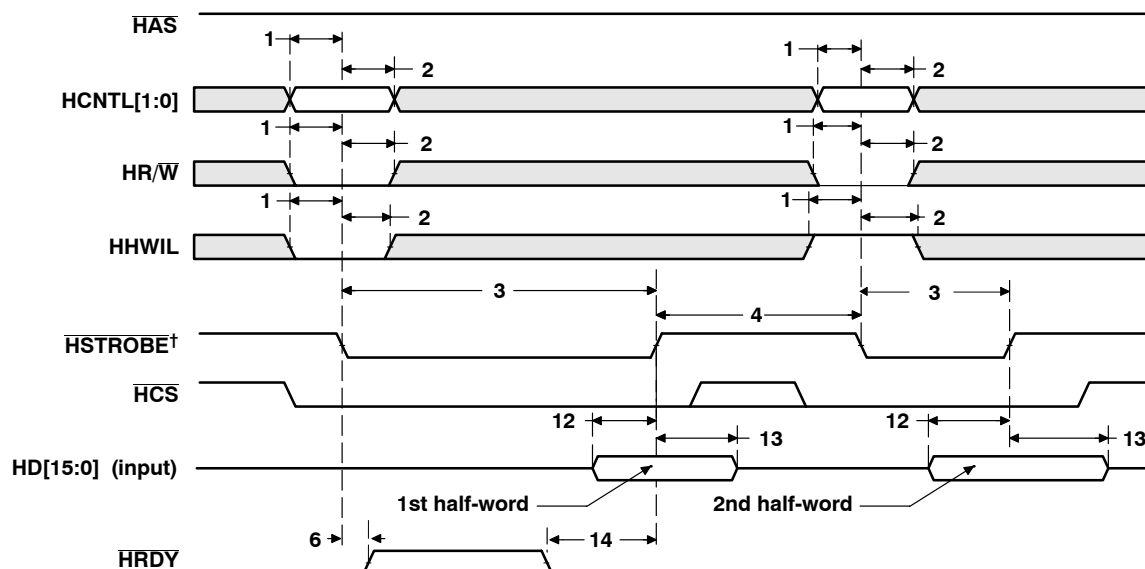 HAS
1
2
HCNTL[1:0]
1
1
2
1
2
2
HR/W
1
1
2
2
HHWIL
3
3
4
HSTROBE†
HCS
12
12
13
13
HD[15:0] (input)
1st half-word
2nd half-word
6
14
HRDY